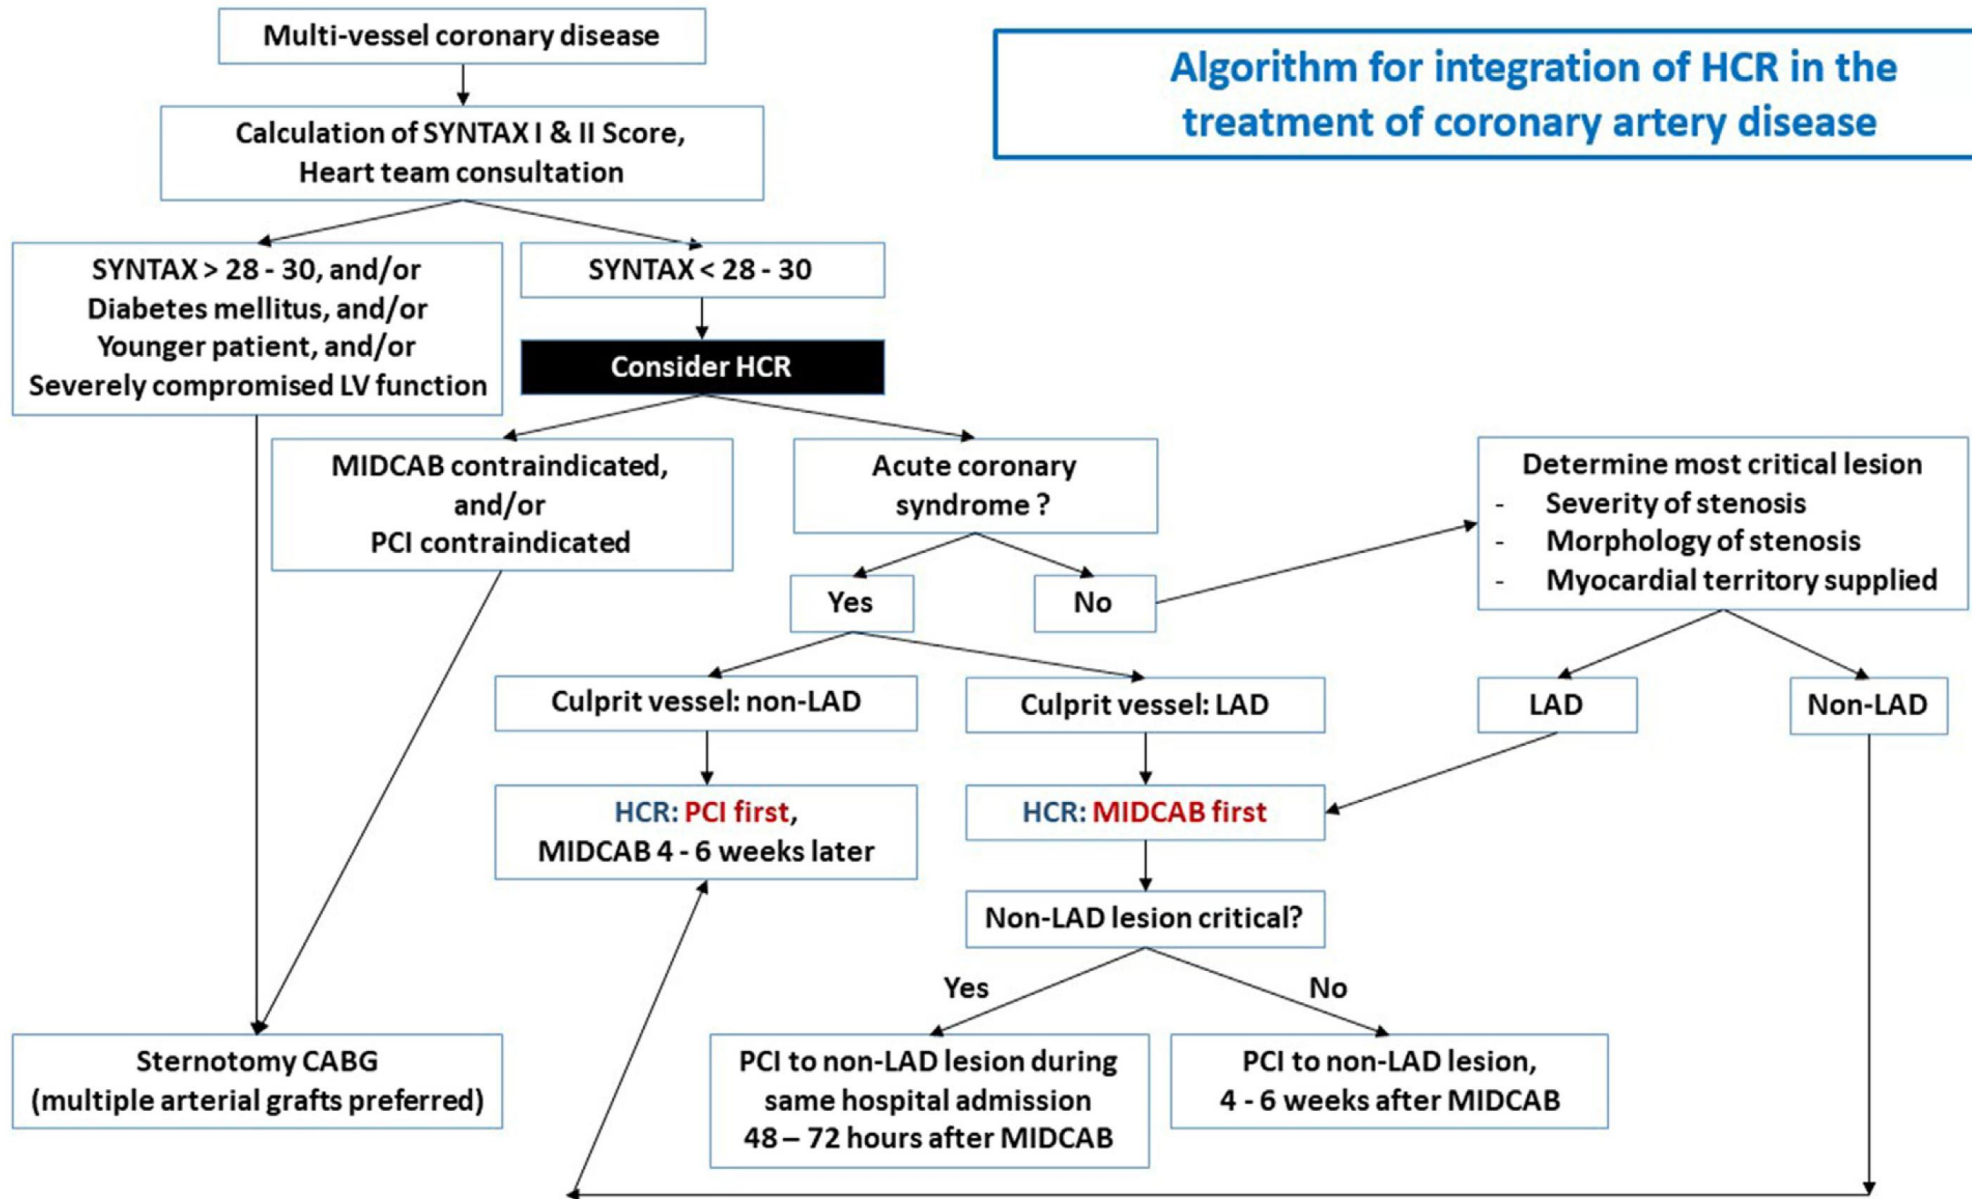 Algorithm for integration of HCR in the
treatment of coronary artery disease
Multi-vessel coronary disease
Calculation of SYNTAX I & II Score,
Heart team consultation
SYNTAX > 28 - 30, and/or
Diabetes mellitus, and/or
Younger patient, and/or
Severely compromised LV function
SYNTAX < 28 - 30
Consider HCR
MIDCAB contraindicated,
and/or
PCI contraindicated
Acute coronary
syndrome ?
Determine most critical lesion
- Severity of stenosis
- Morphology of stenosis
- Myocardial territory supplied
Yes
No
Culprit vessel: non-LAD
Culprit vessel: LAD
LAD
Non-LAD
HCR: PCI first,
MIDCAB 4 - 6 weeks later
HCR: MIDCAB first
Non-LAD lesion critical?
Yes
No
Sternotomy CABG
(multiple arterial grafts preferred)
PCI to non-LAD lesion during
same hospital admission
48 – 72 hours after MIDCAB
PCI to non-LAD lesion,
4 - 6 weeks after MIDCAB